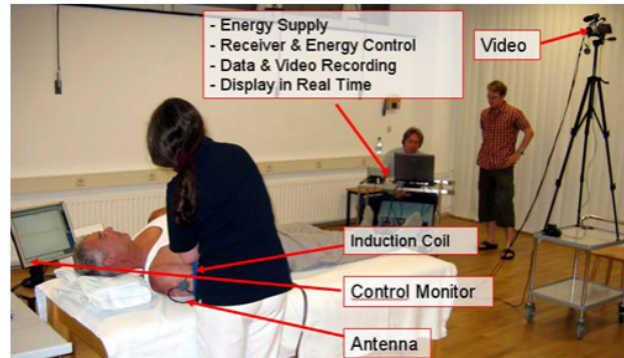 - Energy Supply
- Receiver & Energy Control
- Data & Video Recording
- Display in Real Time
Video
Induction Coil
Control Monitor
Antenna